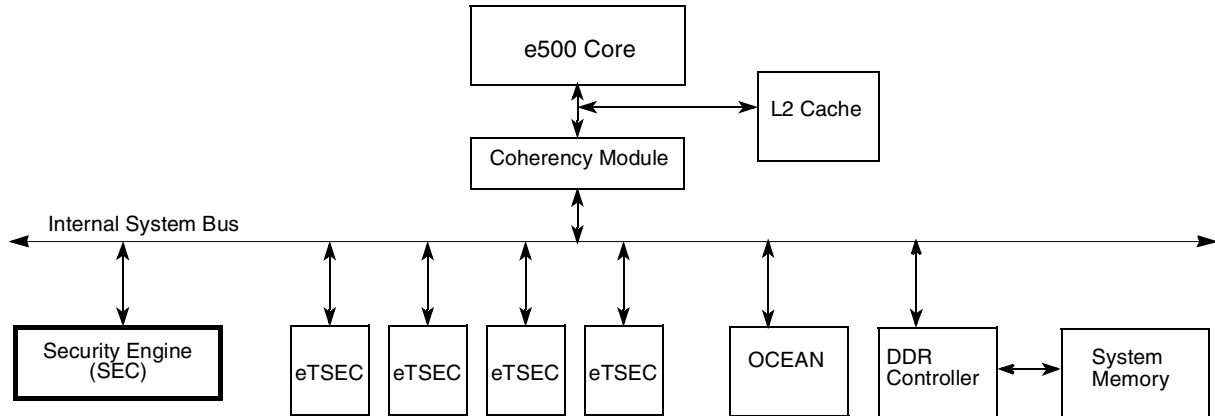 e500 Core
L2 Cache
Coherency Module
Internal System Bus
Security Engine
(SEC)
eTSEC
eTSEC
eTSEC
eTSEC
OCEAN
DDR
Controller
System
Memory